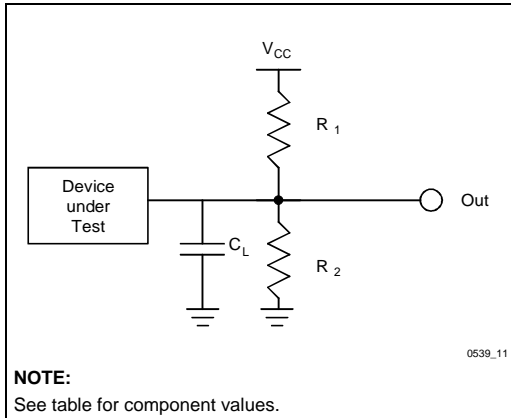 VCC
R 1
Device
under
Test
Out
CL
R 2
0539_11
NOTE:
See table for component values.